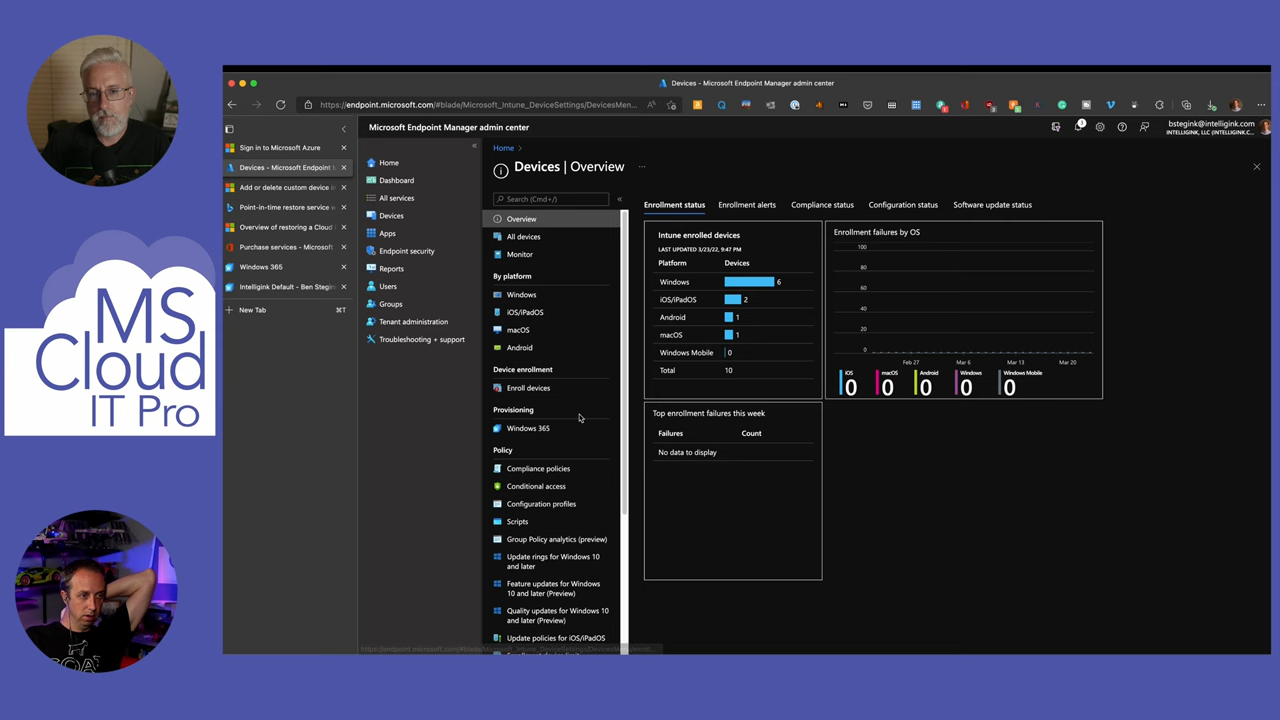 MS
Cloud
IT Pro
Devices - Microsoft Endpoint Manager admin center
https://endpoint.microsoft.com/#blade/Microsoft_Intune_DeviceSettings/DevicesMen...
Sign in to Microsoft Azure
Devices - Microsoft Endpoint
Add or delete custom device i
Point-in-time restore service
Overview of restoring a Cloud
Purchase services - Microsoft
Windows 365
Intelligink Default - Ben Stegin
New Tab
⌘T
Microsoft Endpoint Manager admin center
3
bstegink@intelligink.com
INTELLIGINK, LLC (INTELLIGINK.C...
Home
Dashboard
All services
Devices
Apps
Endpoint security
Reports
Users
Groups
Tenant administration
Troubleshooting + support
Home >
Devices | Overview ...
Search (Cmd+/)
Overview
All devices
Monitor
By platform
Windows
iOS/iPadOS
macOS
Android
Device enrollment
Enroll devices
Provisioning
Windows 365
Policy
Compliance policies
Conditional access
Configuration profiles
Scripts
Group Policy analytics (preview)
Update rings for Windows 10
and later
Feature updates for Windows
10 and later (Preview)
Quality updates for Windows 10
and later (Preview)
Update policies for iOS/iPadOS
Enrollment status
Enrollment alerts
Compliance status
Configuration status
Software update status
Intune enrolled devices
LAST UPDATED 3/23/22, 9:47 PM
Platform Devices
Windows 6
iOS/iPadOS 2
Android 1
macOS 1
Windows Mobile 0
Total 10
Enrollment failures by OS
100
80
60
40
20
0
Feb 27 Mar 6 Mar 13 Mar 20
iOS 0
macOS 0
Android 0
Windows 0
Windows Mobile 0
Top enrollment failures this week
Failures Count
No data to display